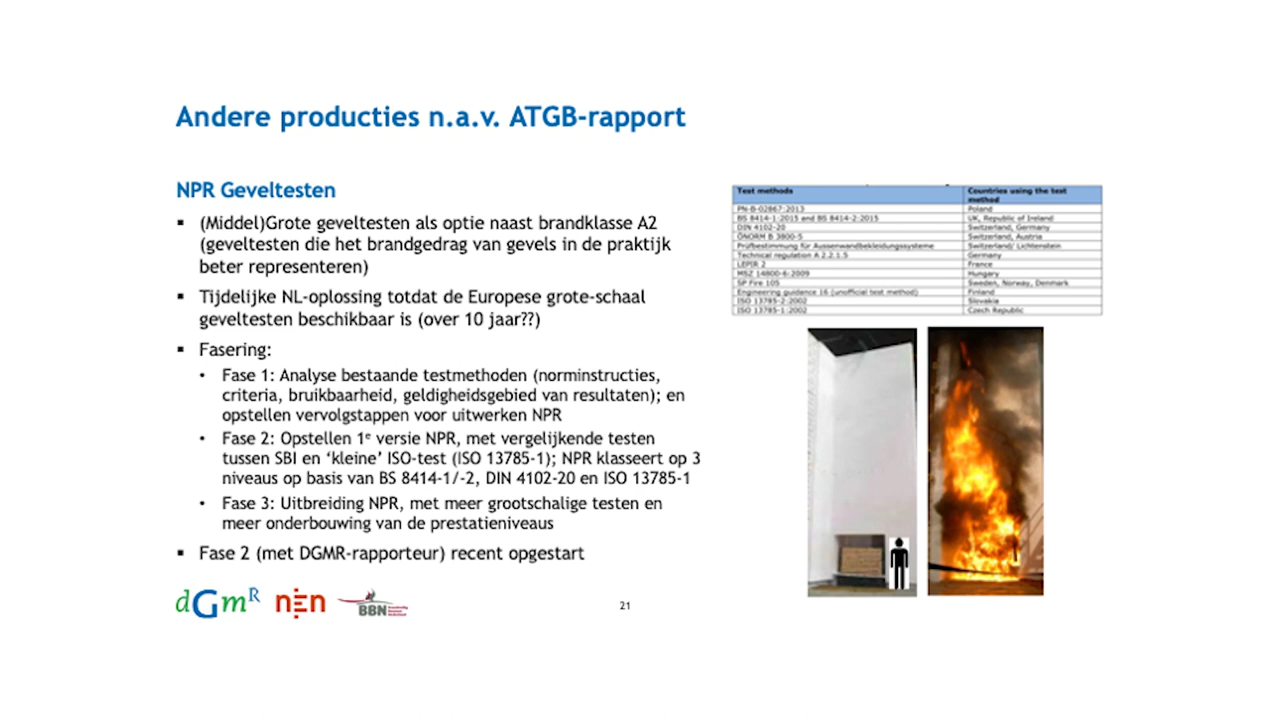 Andere producties n.a.v. ATGB-rapport
NPR Geveltesten
▪ (Middel)Grote geveltesten als optie naast brandklasse A2
(geveltesten die het brandgedrag van gevels in de praktijk
beter representeren)
▪ Tijdelijke NL-oplossing totdat de Europese grote-schaal
geveltesten beschikbaar is (over 10 jaar??)
▪ Fasering:
• Fase 1: Analyse bestaande testmethoden (norminstructies,
criteria, bruikbaarheid, geldigheidsgebied van resultaten); en
opstellen vervolgstappen voor uitwerken NPR
• Fase 2: Opstellen 1e versie NPR, met vergelijkende testen
tussen SBI en ‘kleine’ ISO-test (ISO 13785-1); NPR klasseert op 3
niveaus op basis van BS 8414-1/-2, DIN 4102-20 en ISO 13785-1
• Fase 3: Uitbreiding NPR, met meer grootschalige testen en
meer onderbouwing van de prestatieniveaus
▪ Fase 2 (met DGMR-rapporteur) recent opgestart
Test methods Countries using the test
method
PN-B-02867:2013 Poland
BS 8414-1:2015 and BS 8414-2:2015 UK, Republic of Ireland
DIN 4102-20 Switzerland, Germany
ÖNORM B 3800-5 Switzerland, Austria
Prüfbestimmung für Aussenwandbekleidungssysteme Switzerland/ Lichtenstein
Technical regulation A 2.2.1.5 Germany
LEPIR 2 France
MSZ 14800-6:2009 Hungary
SP Fire 105 Sweden, Norway, Denmark
Engineering guidance 16 (unofficial test method) Finland
ISO 13785-2:2002 Slovakia
ISO 13785-1:2002 Czech Republic
dGmR nen BBN
21